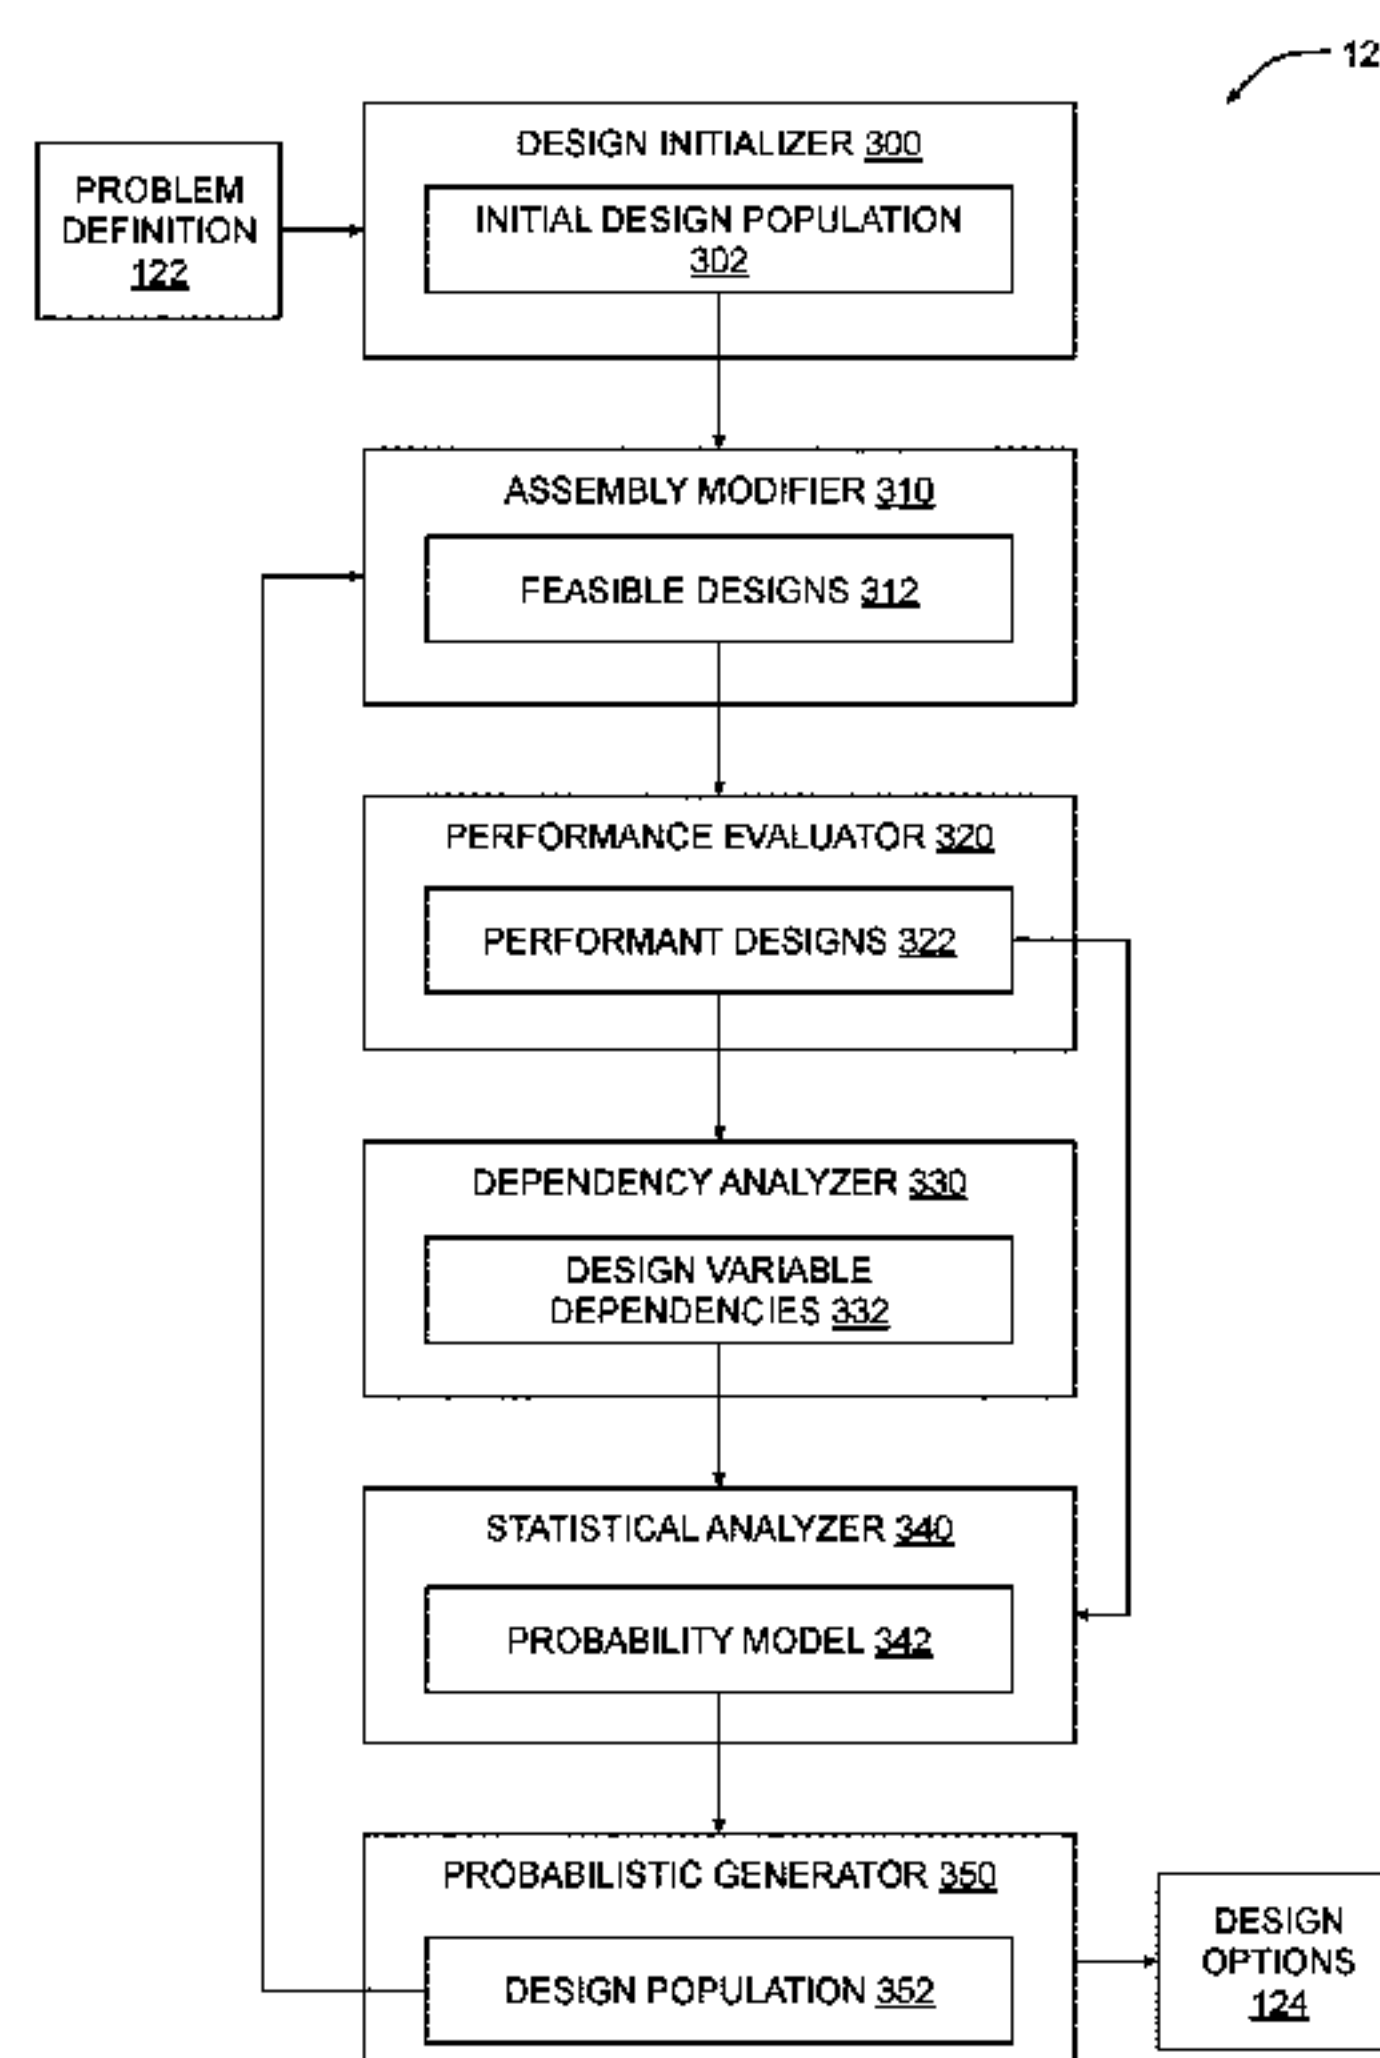 12
DESIGN INITIALIZER 300
PROBLEM
DEFINITION
122
INITIAL DESIGN POPULATION
302
ASSEMBLY MODIFIER 310
FEASIBLE DESIGNS 312
PERFORMANCE EVALUATOR 320
PERFORMANT DESIGNS 322
DEPENDENCY ANALYZER 330
DESIGN VARIABLE
DEPENDENCIES 332
STATISTICAL ANALYZER 340
PROBABILITY MODEL 342
PROBABILISTIC GENERATOR 350
DESIGN POPULATION 352
DESIGN
OPTIONS
124